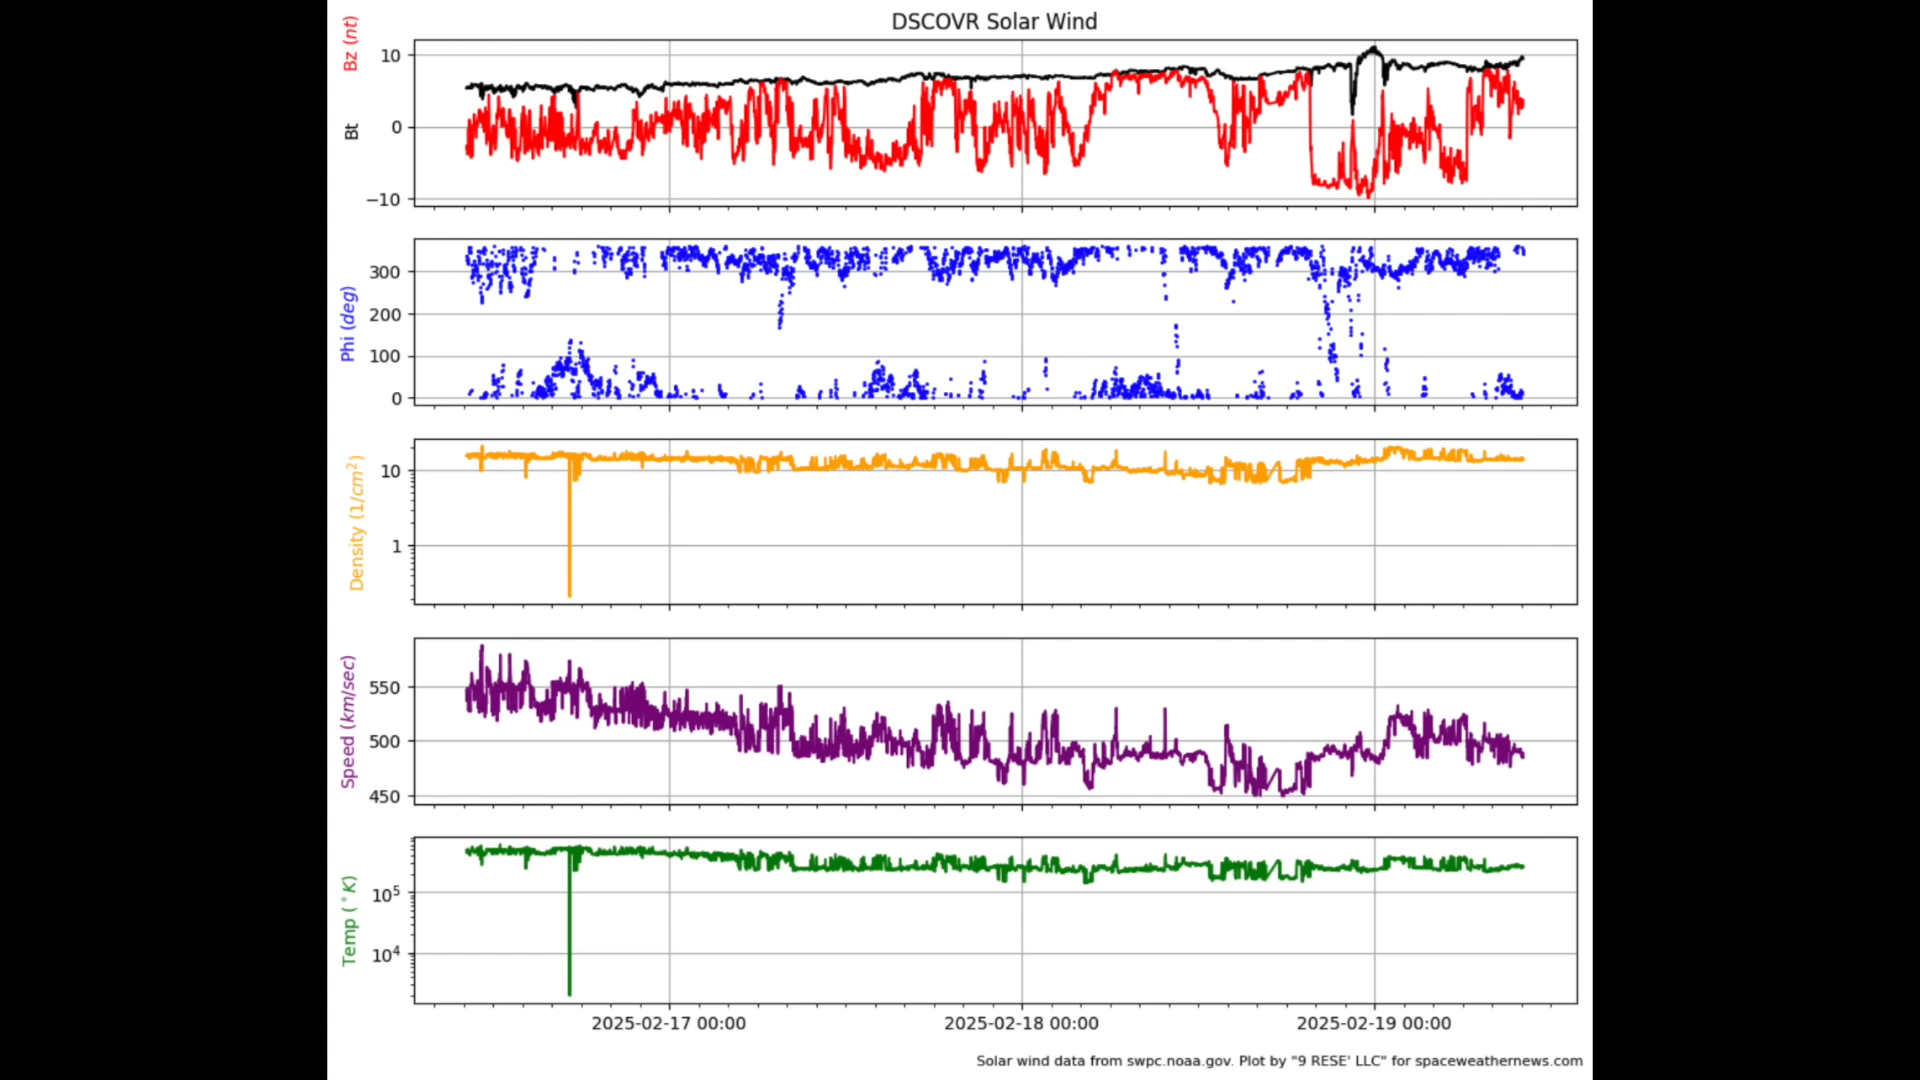 DSCOVR Solar Wind
Bz (nt)
Bt
10
0
−10
Phi (deg)
300
200
100
0
Density (1/cm²)
10
1
Speed (km/sec)
550
500
450
Temp (°K)
10⁵
10⁴
2025-02-17 00:00 2025-02-18 00:00 2025-02-19 00:00
Solar wind data from swpc.noaa.gov. Plot by "9 RESE' LLC" for spaceweathernews.com